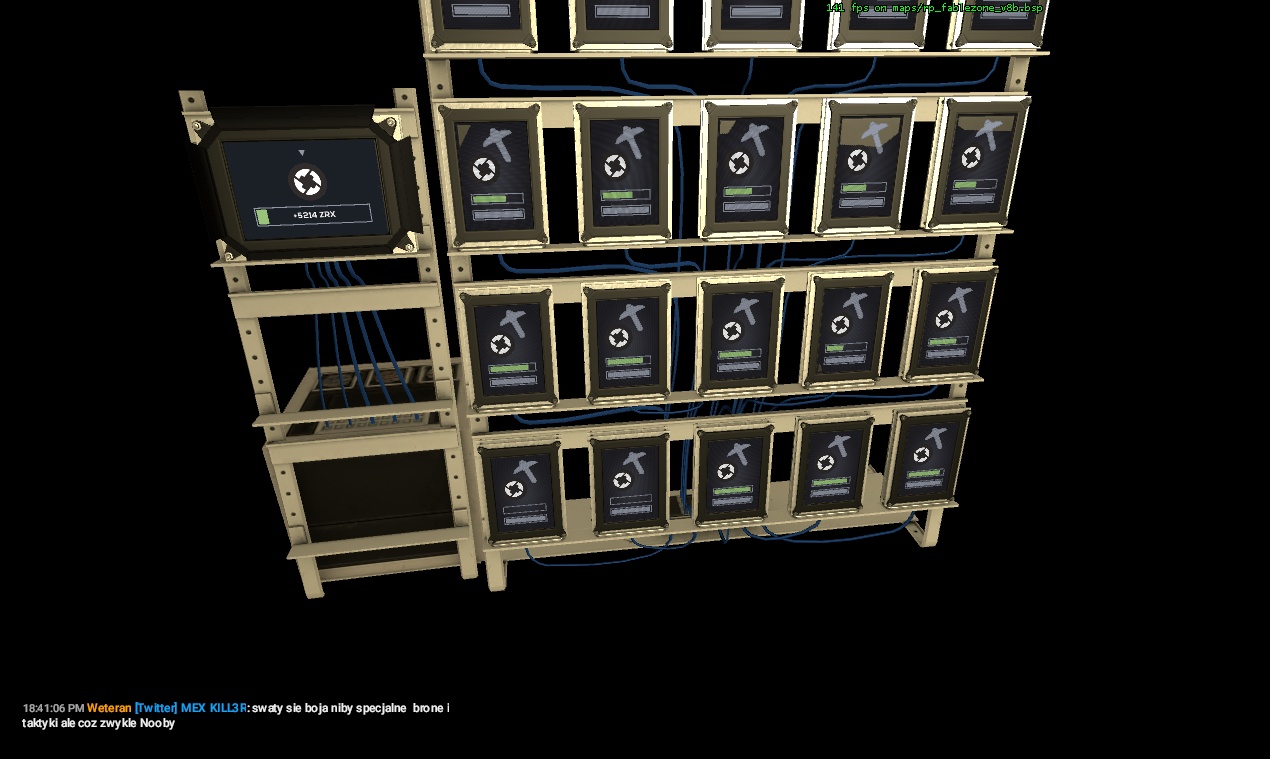 141 fps on maps/rp_fablezone_v8b.bsp
+5214 ZRX
18:41:06 PM Weteran [Twitter] MEX KILL3R: swaty sie boja niby specjalne brone i
taktyki ale coz zwykle Nooby